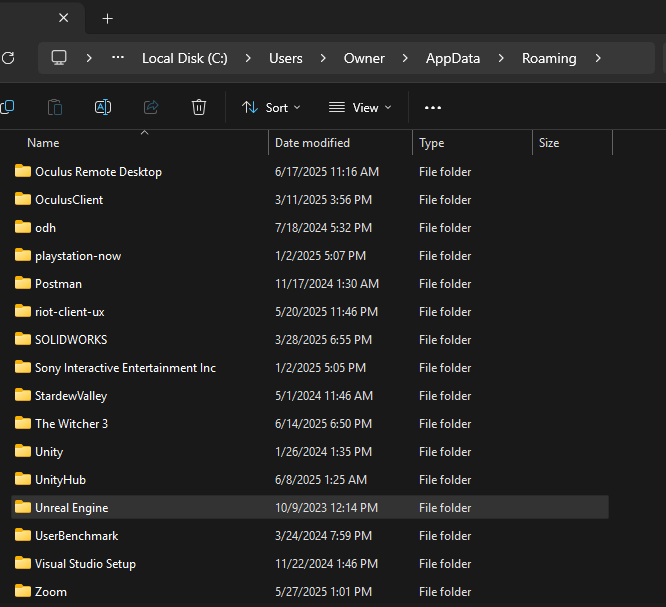 Local Disk (C:) Users Owner AppData Roaming
Sort View
Name Date modified Type Size
Oculus Remote Desktop 6/17/2025 11:16 AM File folder
OculusClient 3/11/2025 3:56 PM File folder
odh 7/18/2024 5:32 PM File folder
playstation-now 1/2/2025 5:07 PM File folder
Postman 11/17/2024 1:30 AM File folder
riot-client-ux 5/20/2025 11:46 PM File folder
SOLIDWORKS 3/28/2025 6:55 PM File folder
Sony Interactive Entertainment Inc 1/2/2025 5:05 PM File folder
StardewValley 5/1/2024 11:46 AM File folder
The Witcher 3 6/14/2025 6:50 PM File folder
Unity 1/26/2024 1:35 PM File folder
UnityHub 6/8/2025 1:25 AM File folder
Unreal Engine 10/9/2023 12:14 PM File folder
UserBenchmark 3/24/2024 7:59 PM File folder
Visual Studio Setup 11/22/2024 1:46 PM File folder
Zoom 5/27/2025 1:01 PM File folder